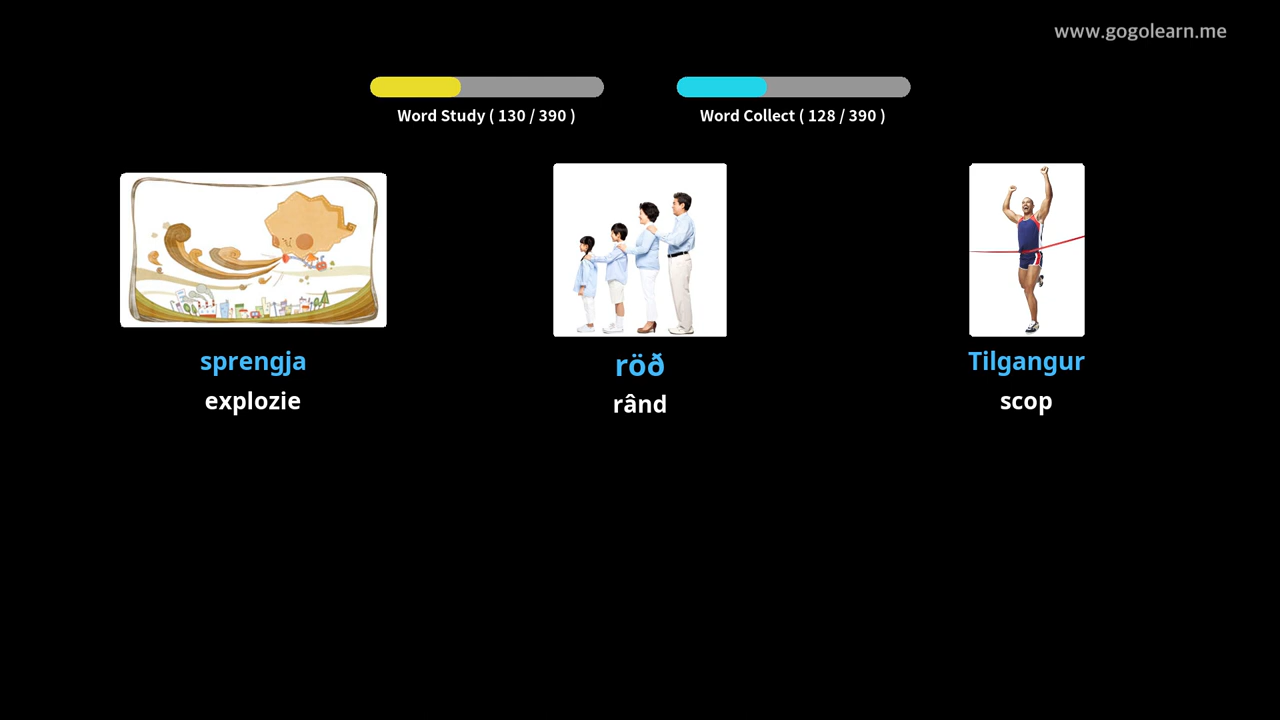 www.gogolearn.me
Word Study ( 130 / 390 )
Word Collect ( 128 / 390 )
sprengja
explozie
röð
rând
Tilgangur
scop